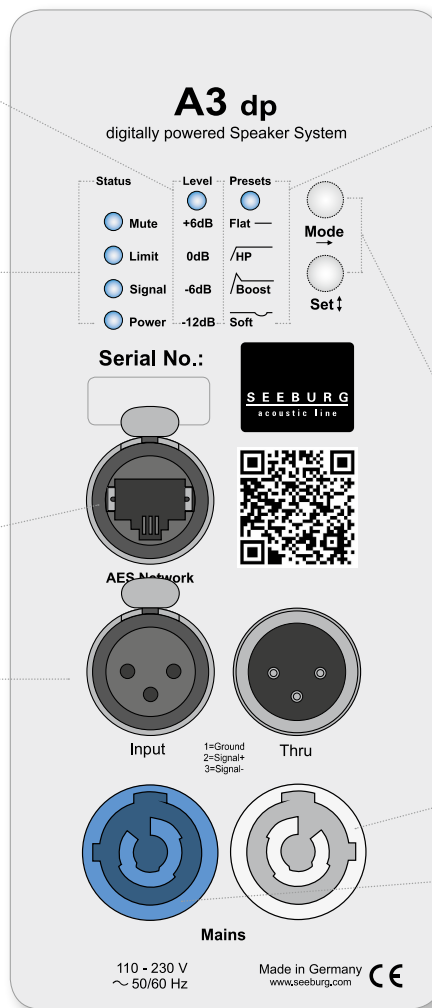 A3 dp
digitally powered Speaker System
Status Level Presets
Mute +6dB Flat
Limit 0dB HP
Signal -6dB Boost
Power -12dB Soft
Mode
Set
Serial No.:
SEEBURG
acoustic line
AES Network
Input
1=Ground
2=Signal+
3=Signal-
Thru
Mains
110 - 230 V
~ 50/60 Hz
Made in Germany
www.seeburg.com
CE